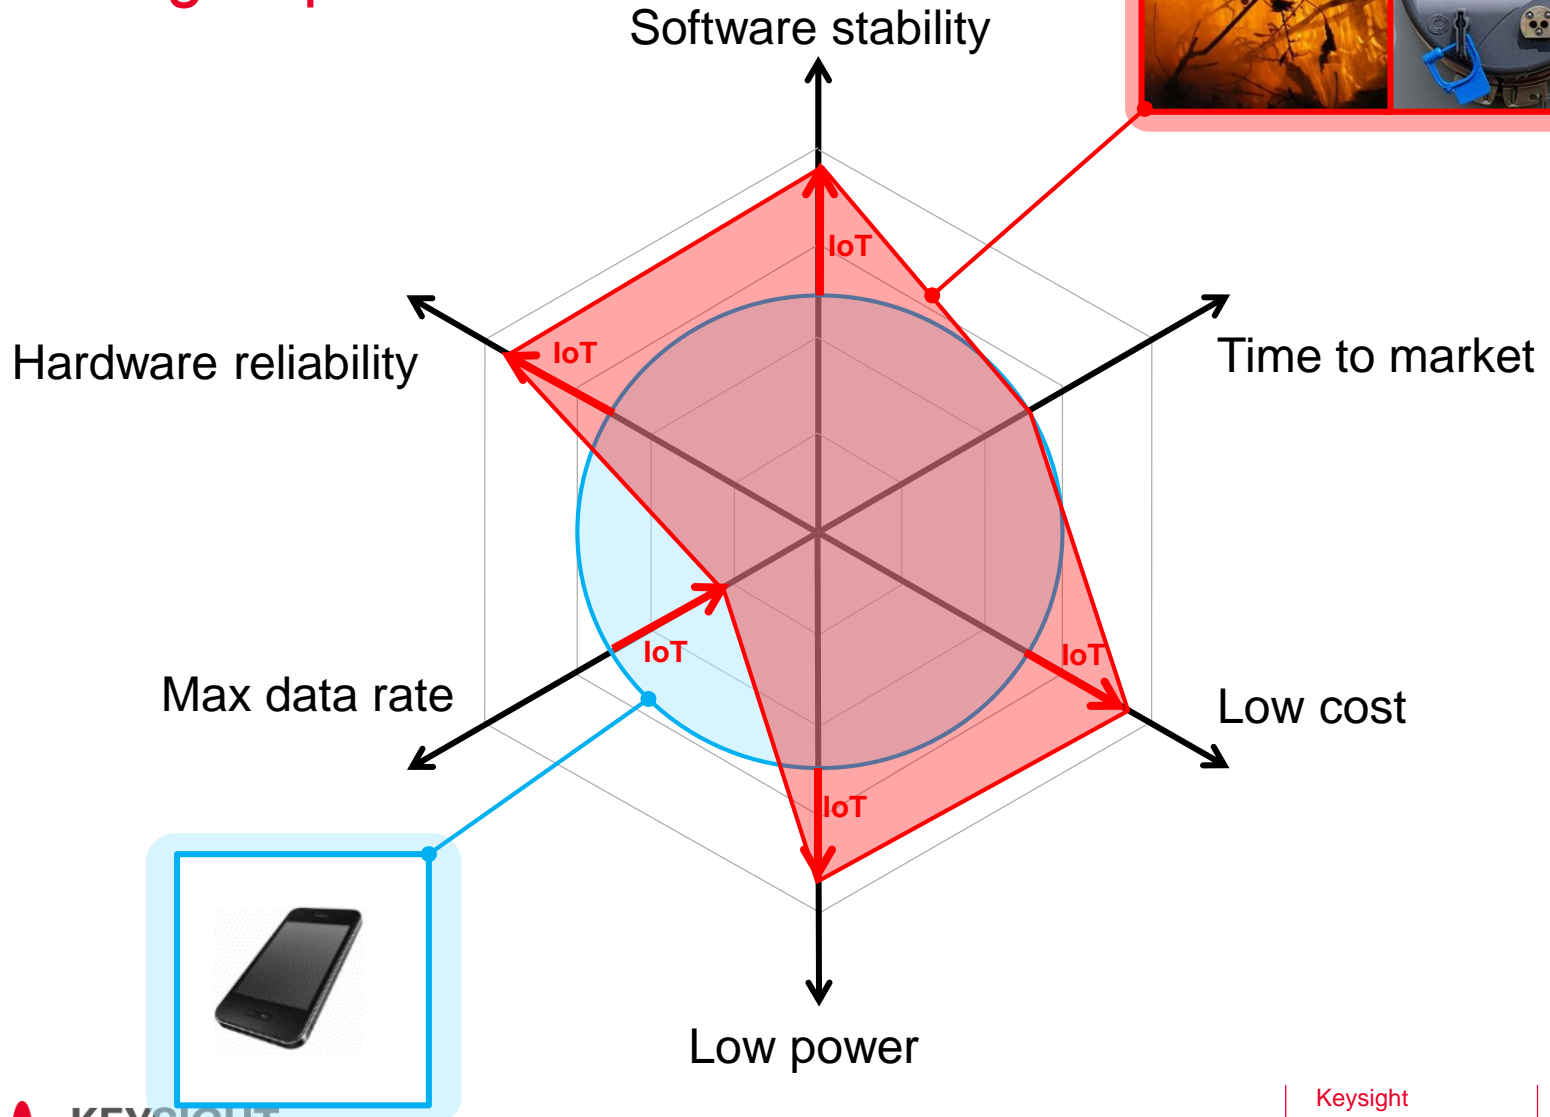 Software stability
IoT
Hardware reliability
IoT
Time to market
Max data rate
IoT
IoT
Low cost
IoT
Low power
Keysight
KEYSIGHT